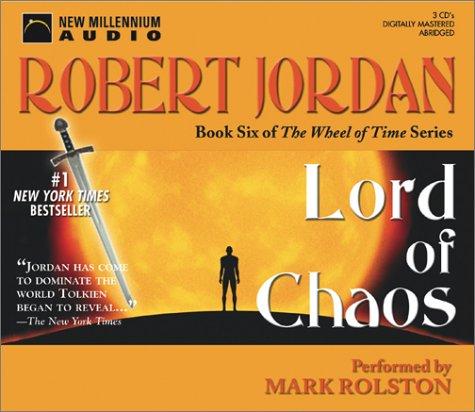 NEW MILLENNIUM
AUDIO
3 CD's
DIGITALLY MASTERED
ABRIDGED
ROBERT JORDAN
Book Six of The Wheel of Time Series
#1
NEW YORK TIMES
BESTSELLER
Lord
of
Chaos
"JORDAN HAS COME
TO DOMINATE THE
WORLD TOLKIEN
BEGAN TO REVEAL..."
—The New York Times
Performed by
MARK ROLSTON